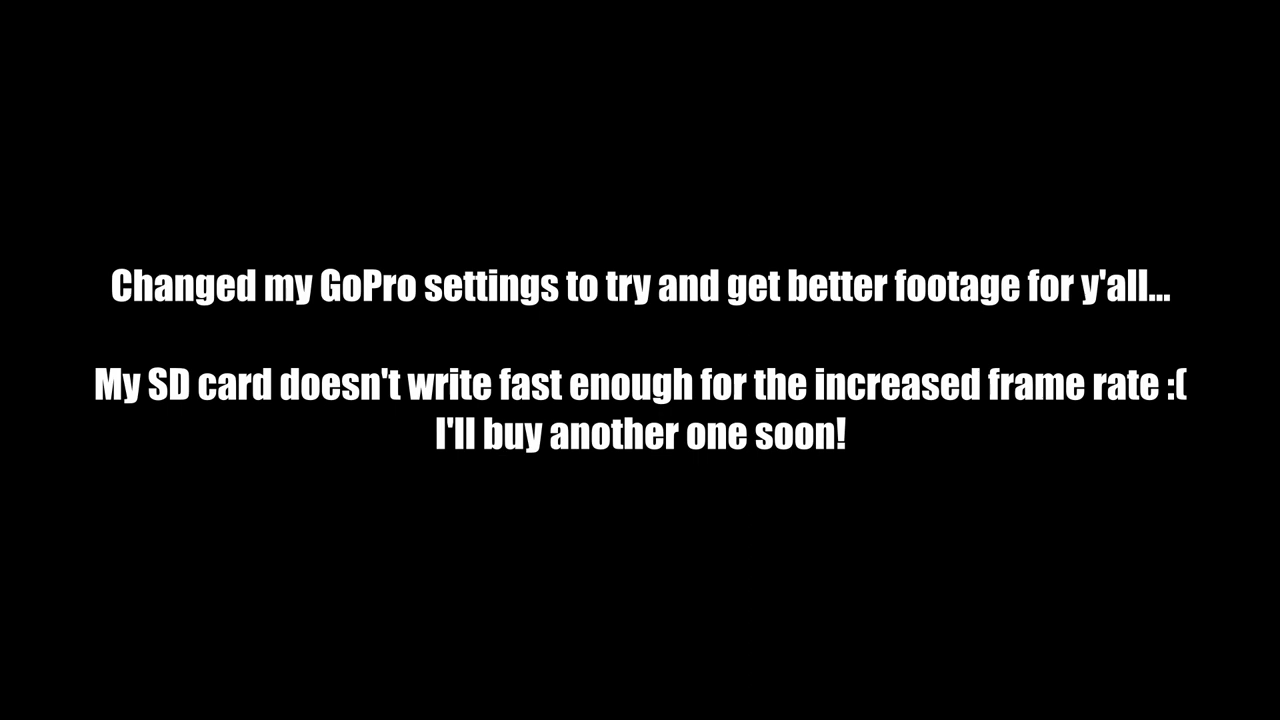 Changed my GoPro settings to try and get better footage for y'all...
My SD card doesn't write fast enough for the increased frame rate :(
I'll buy another one soon!